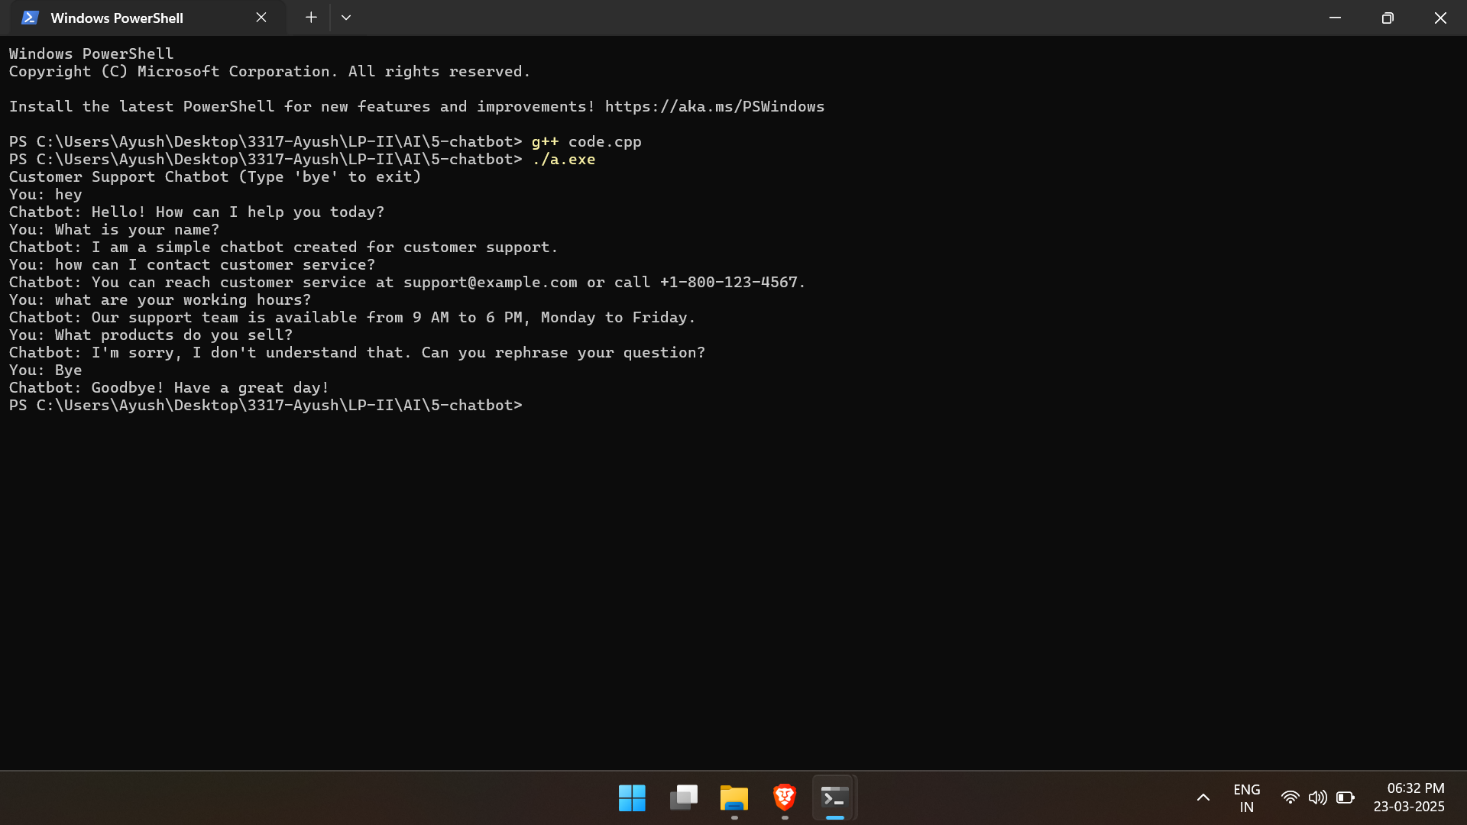 Windows PowerShell
Windows PowerShell
Copyright (C) Microsoft Corporation. All rights reserved.
Install the latest PowerShell for new features and improvements! https://aka.ms/PSWindows
PS C:\Users\Ayush\Desktop\3317-Ayush\LP-II\AI\5-chatbot> g++ code.cpp
PS C:\Users\Ayush\Desktop\3317-Ayush\LP-II\AI\5-chatbot> ./a.exe
Customer Support Chatbot (Type 'bye' to exit)
You: hey
Chatbot: Hello! How can I help you today?
You: What is your name?
Chatbot: I am a simple chatbot created for customer support.
You: how can I contact customer service?
Chatbot: You can reach customer service at support@example.com or call +1-800-123-4567.
You: what are your working hours?
Chatbot: Our support team is available from 9 AM to 6 PM, Monday to Friday.
You: What products do you sell?
Chatbot: I'm sorry, I don't understand that. Can you rephrase your question?
You: Bye
Chatbot: Goodbye! Have a great day!
PS C:\Users\Ayush\Desktop\3317-Ayush\LP-II\AI\5-chatbot>
ENG
IN
06:32 PM
23-03-2025